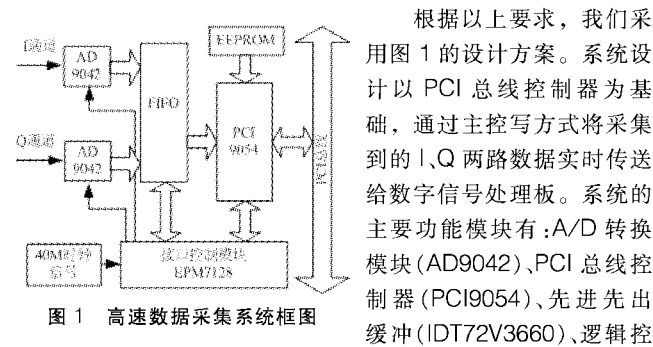 I通道
AD
9042
Q通道
AD
9042
FIFO
EEPROM
PCI
9054
40M时钟
信号
接口控制模块
EPM7128
图 1 高速数据采集系统框图
根据以上要求，我们采
用图 1 的设计方案。系统设
计以 PCI 总线控制器为基
础，通过主控写方式将采集
到的 I、Q 两路数据实时传送
给数字信号处理板。系统的
主要功能模块有：A/D 转换
模块(AD9042)、PCI 总线控
制器(PCI9054)、先进先出
缓冲(IDT72V3660)、逻辑控